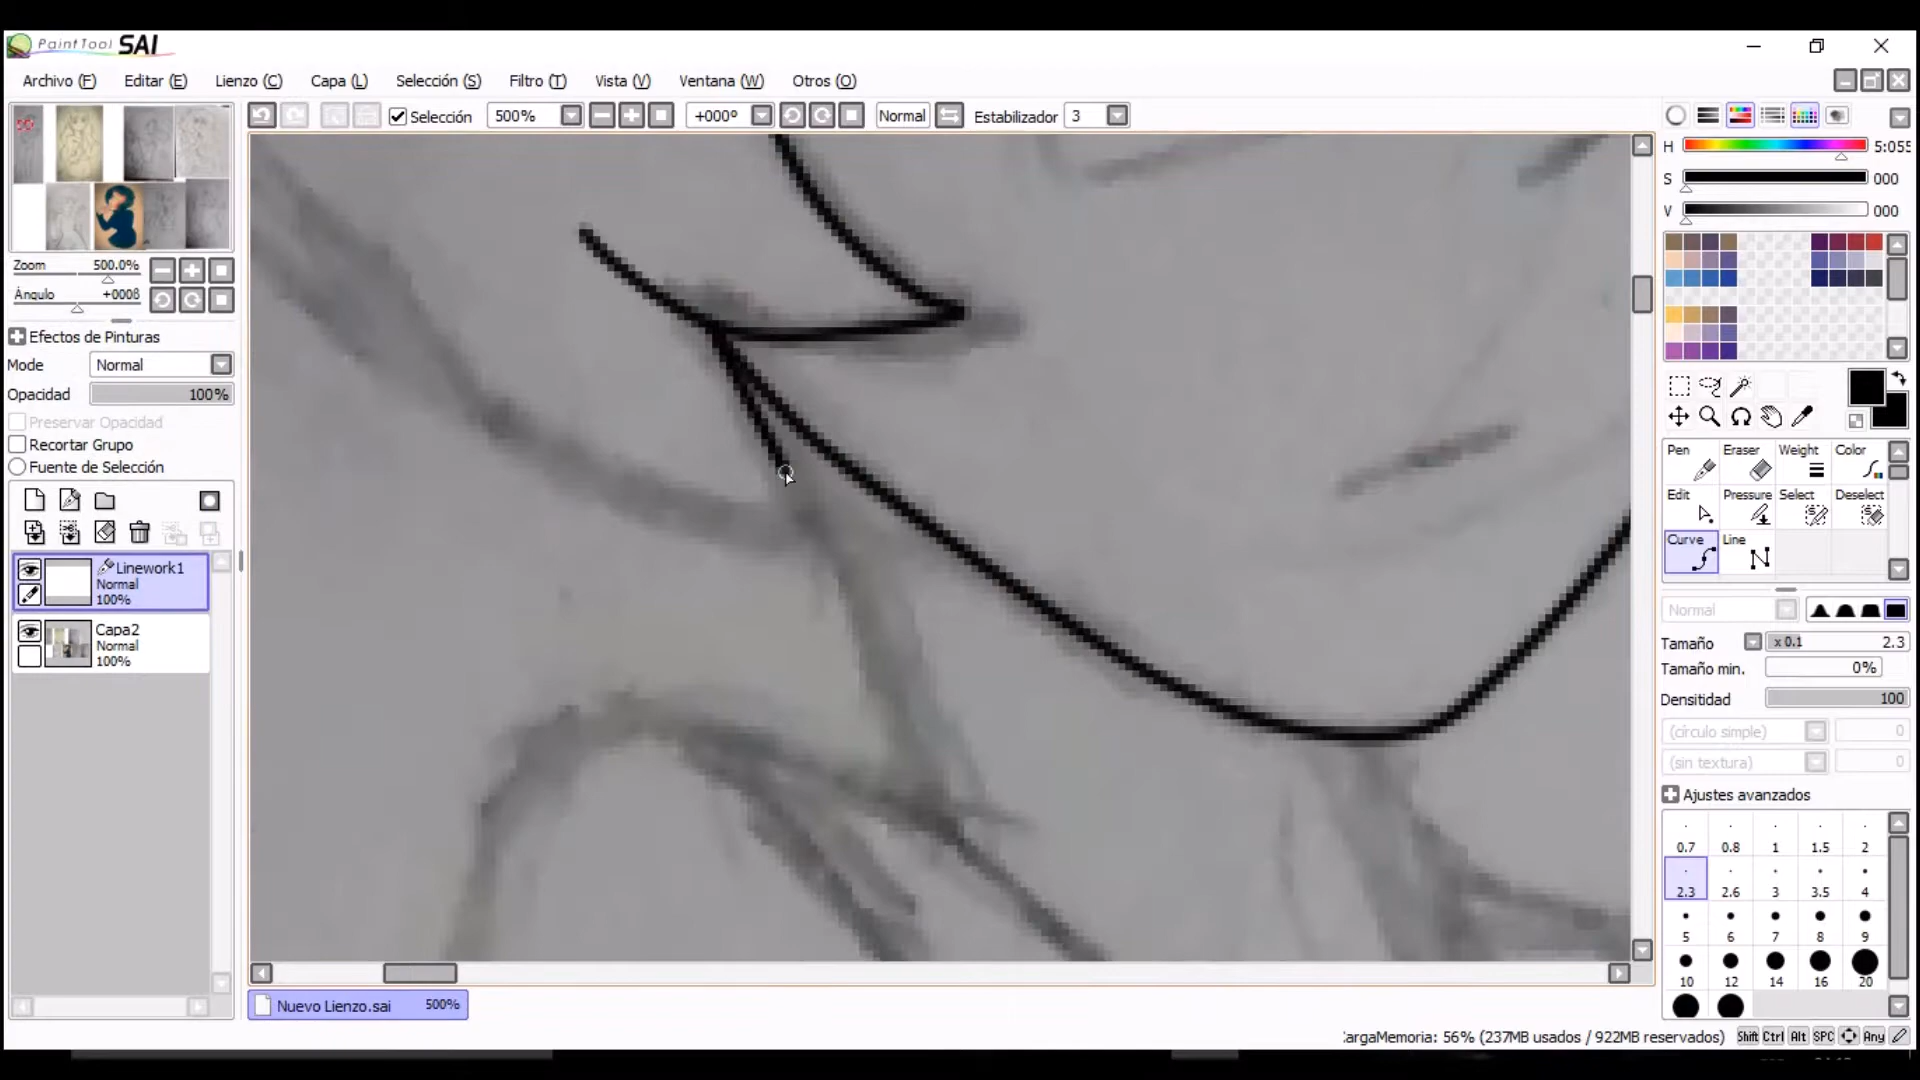 PaintTool SAI
Archivo (F) Editar (E) Lienzo (C) Capa (L) Selección (S) Filtro (T) Vista (V) Ventana (W) Otros (O)
Selección 500% +000º Normal Estabilizador 3
Zoom 500.0%
Ángulo +000ß
Efectos de Pinturas
Mode Normal
Opacidad 100%
Preservar Opacidad
Recortar Grupo
Fuente de Selección
Linework1
Normal
100%
Capa2
Normal
100%
Nuevo Lienzo.sai 500%
H 5:055
S 000
V 000
Pen Eraser Weight Color
Edit Pressure Select Deselect
Curve Line
Normal
Tamaño x 0.1 2.3
Tamaño min. 0%
Densidad 100
(círculo simple) 0
(sin textura) 0
Ajustes avanzados
0.7 0.8 1 1.5 2
2.3 2.6 3 3.5 4
5 6 7 8 9
10 12 14 16 20
argaMemoria: 56% (237MB usados / 922MB reservados) Shift Ctrl Alt SPC Any